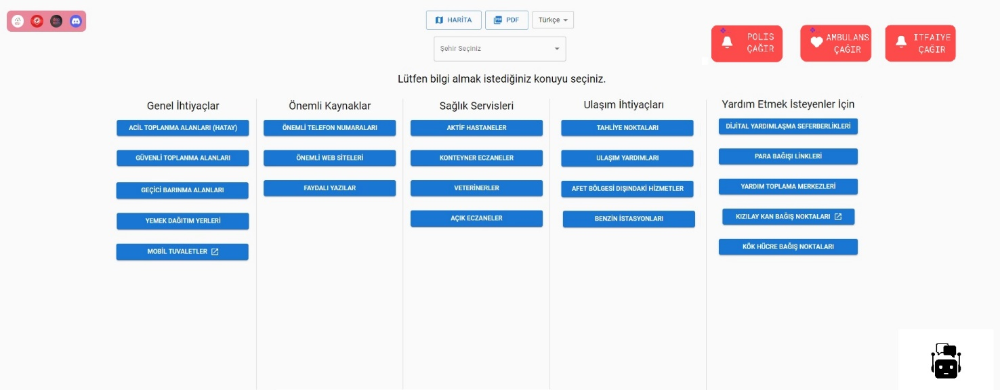 HARİTA
PDF
Türkçe
Şehir Seçiniz
POLİS
ÇAĞIR
AMBULANS
ÇAĞIR
ITFAIYE
ÇAĞIR
Lütfen bilgi almak istediğiniz konuyu seçiniz.
Genel İhtiyaçlar
ACİL TOPLANMA ALANLARI (HATAY)
GÜVENLİ TOPLANMA ALANLARI
GEÇİCİ BARINMA ALANLARI
YEMEK DAĞITIM YERLERİ
MOBİL TUVALETLER
Önemli Kaynaklar
ÖNEMLİ TELEFON NUMARALARI
ÖNEMLİ WEB SİTELERİ
FAYDALI YAZILAR
Sağlık Servisleri
AKTİF HASTANELER
KONTEYNER ECZANELER
VETERİNERLER
AÇIK ECZANELER
Ulaşım İhtiyaçları
TAHLİYE NOKTALARI
ULAŞIM YARDIMLARI
AFET BÖLGESİ DIŞINDAKİ HİZMETLER
BENZİN İSTASYONLARI
Yardım Etmek İsteyenler İçin
DİJİTAL YARDIMLAŞMA SEFERBERLİKLERİ
PARA BAĞIŞI LİNKLERİ
YARDIM TOPLAMA MERKEZLERİ
KIZILAY KAN BAĞIŞ NOKTALARI
KÖK HÜCRE BAĞIŞ NOKTALARI